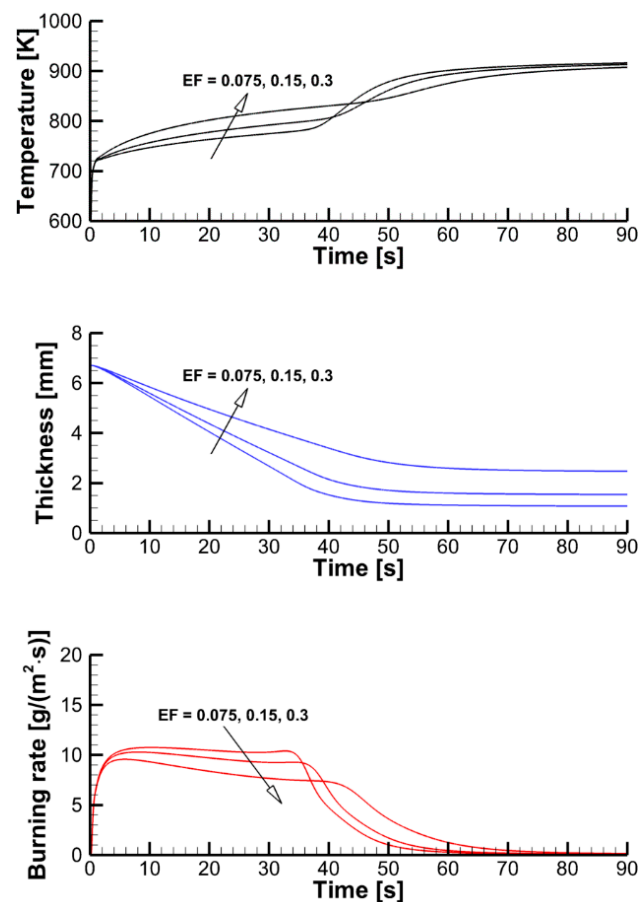 1000
900
800
700
600
Temperature [K]
EF = 0.075, 0.15, 0.3
0 10 20 30 40 50 60 70 80 90
Time [s]
8
6
4
2
0
Thickness [mm]
EF = 0.075, 0.15, 0.3
0 10 20 30 40 50 60 70 80 90
Time [s]
20
15
10
5
0
Burning rate [g/(m²·s)]
EF = 0.075, 0.15, 0.3
0 10 20 30 40 50 60 70 80 90
Time [s]